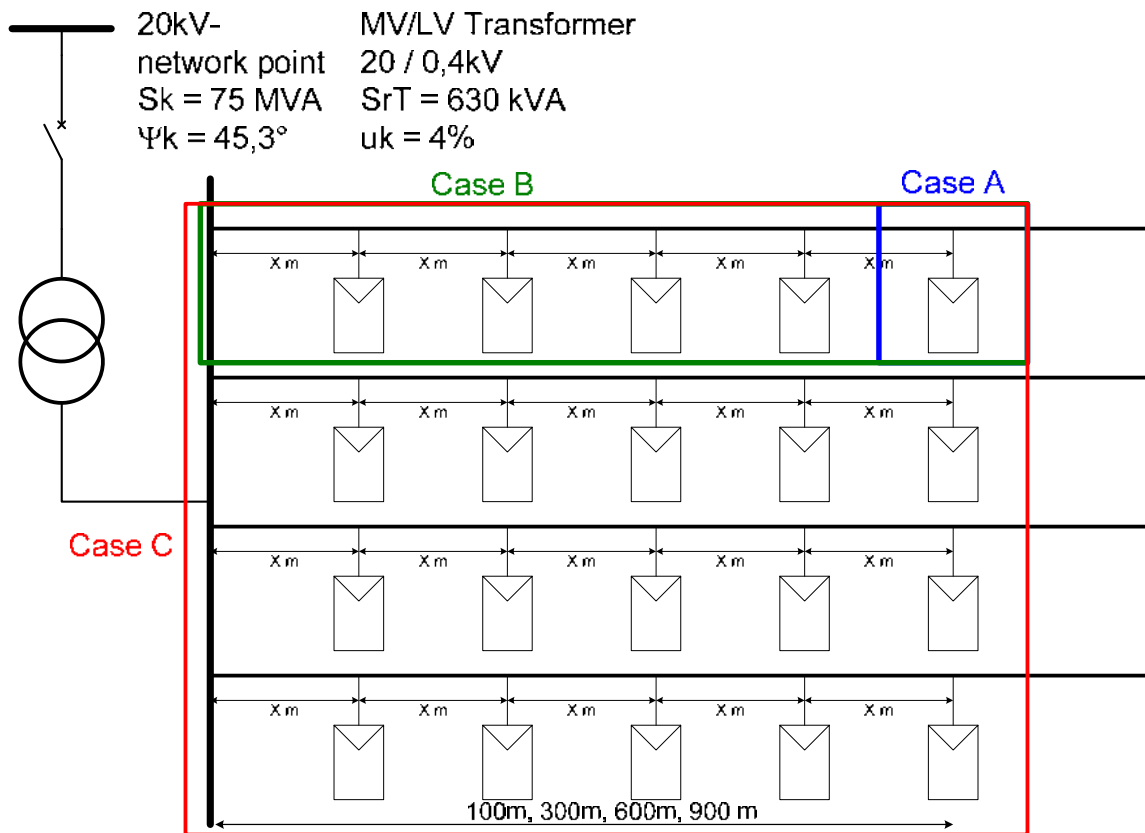 20kV-
network point
Sk = 75 MVA
Ψk = 45,3°
MV/LV Transformer
20 / 0,4kV
SrT = 630 kVA
uk = 4%
Case B
Case A
X m X m X m X m X m
X m X m X m X m X m
Case C
X m X m X m X m X m
X m X m X m X m X m
100m, 300m, 600m, 900 m